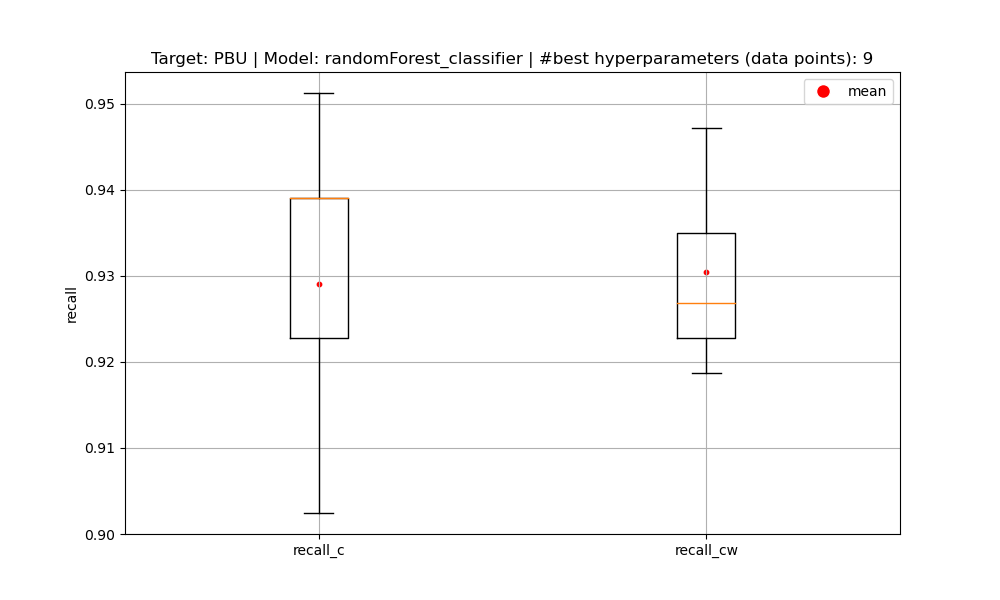 Target: PBU | Model: randomForest_classifier | #best hyperparameters (data points): 9
mean
0.95
0.94
0.93
0.92
0.91
0.90
recall
recall_c
recall_cw